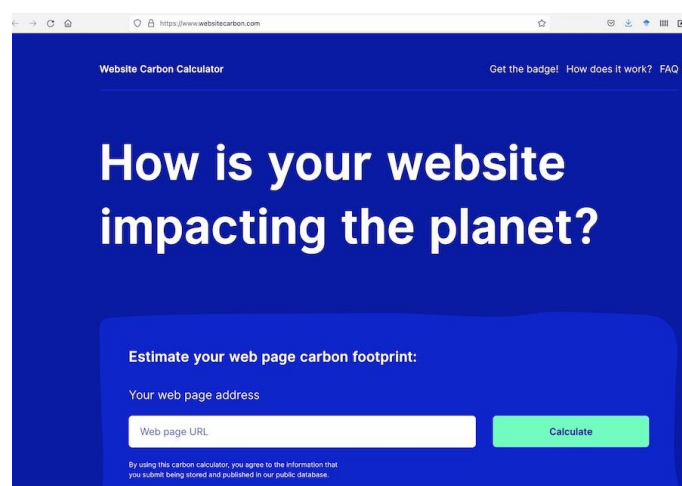 https://www.websitecarbon.com
Website Carbon Calculator
Get the badge! How does it work? FAQ
How is your website
impacting the planet?
Estimate your web page carbon footprint:
Your web page address
Web page URL
Calculate
By using this carbon calculator, you agree to the information that
you submit being stored and published in our public database.